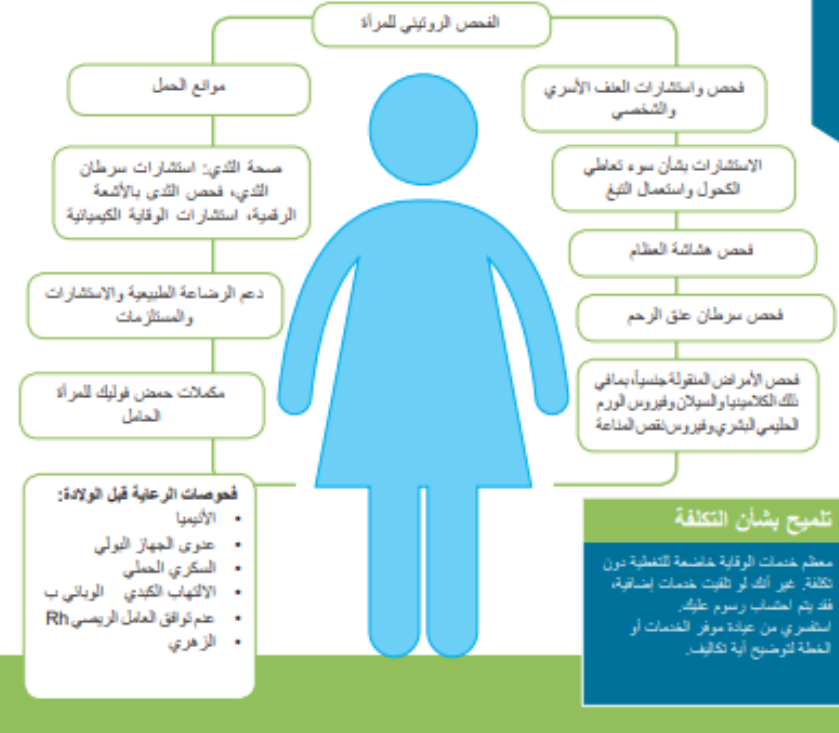 الفحص الروتيني للمرأة
فحص واستشارات العنف الأسري
والشخصي
الاستشارات بشأن سوء تعاطي
الكحول واستعمال التبغ
فحص هشاشة العظام
فحص سرطان عنق الرحم
فحص الأمراض المنقولة جنسياً، بمافي
ذلك الكلاميديا والسيلان وفيروس الورم
الحليمي البشري وفيروس نقص المناعة
موانع الحمل
صحة الثدي: استشارات سرطان
الثدي، فحص الثدي بالأشعة
الرقمية، استشارات الوقاية الكيميائية
دعم الرضاعة الطبيعية والاستشارات
والمستلزمات
مكملات حمض فوليك للمرأة
الحامل
فحوصات الرعاية قبل الولادة:
• الأنيميا
• عدوى الجهاز البولي
• السكري الحملي
• الالتهاب الكبدي الوبائي ب
• عدم توافق العامل الريصي Rh
• الزهري
تلميح بشأن التكلفة
معظم خدمات الوقاية خاضعة للتغطية دون
تكلفة. غير أنك لو تلقيت خدمات إضافية،
فقد يتم احتساب رسوم عليك.
استفسري من عيادة موفر الخدمات أو
الخطة لتوضيح أية تكاليف.